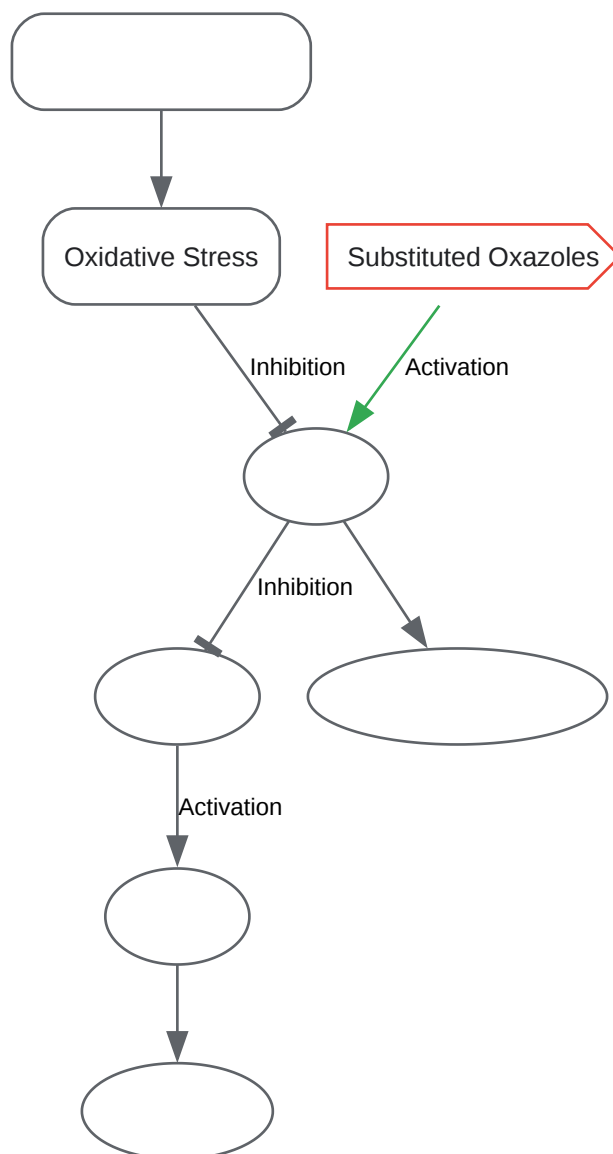 Oxidative Stress
Substituted Oxazoles
Inhibition
Activation
Inhibition
Activation